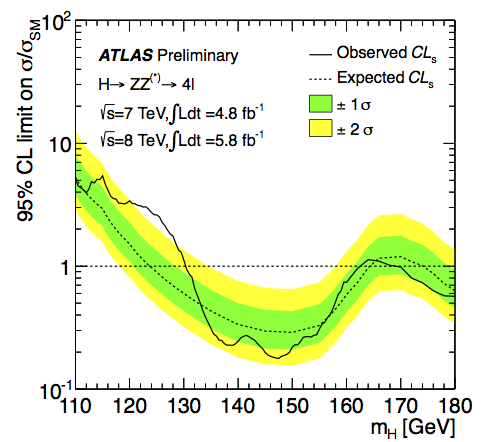 95% CL limit on σ/σSM
10²
10
1
10⁻¹
ATLAS Preliminary
H→ ZZ(*)→ 4l
√s=7 TeV,∫Ldt =4.8 fb⁻¹
√s=8 TeV,∫Ldt =5.8 fb⁻¹
Observed CLs
Expected CLs
± 1σ
± 2 σ
110 120 130 140 150 160 170 180
mH [GeV]